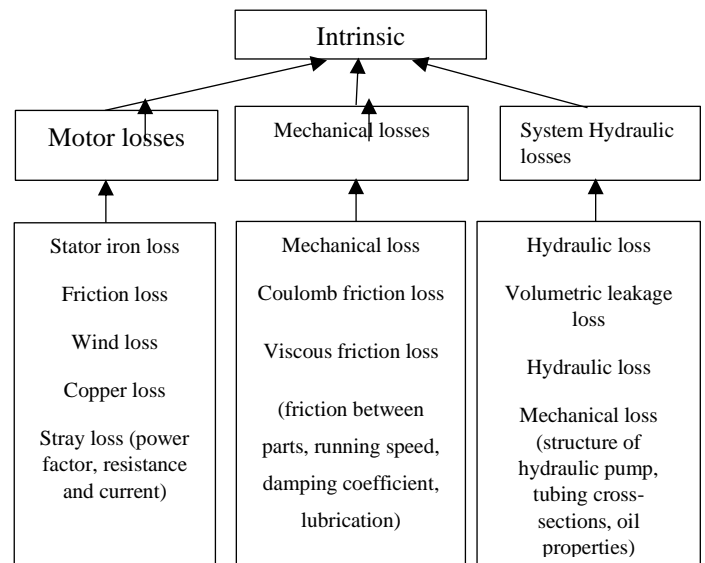 Intrinsic
Motor losses
Mechanical losses
System Hydraulic
losses
Stator iron loss
Friction loss
Wind loss
Copper loss
Stray loss (power
factor, resistance
and current)
Mechanical loss
Coulomb friction loss
Viscous friction loss
(friction between
parts, running speed,
damping coefficient,
lubrication)
Hydraulic loss
Volumetric leakage
loss
Hydraulic loss
Mechanical loss
(structure of
hydraulic pump,
tubing cross-
sections, oil
properties)